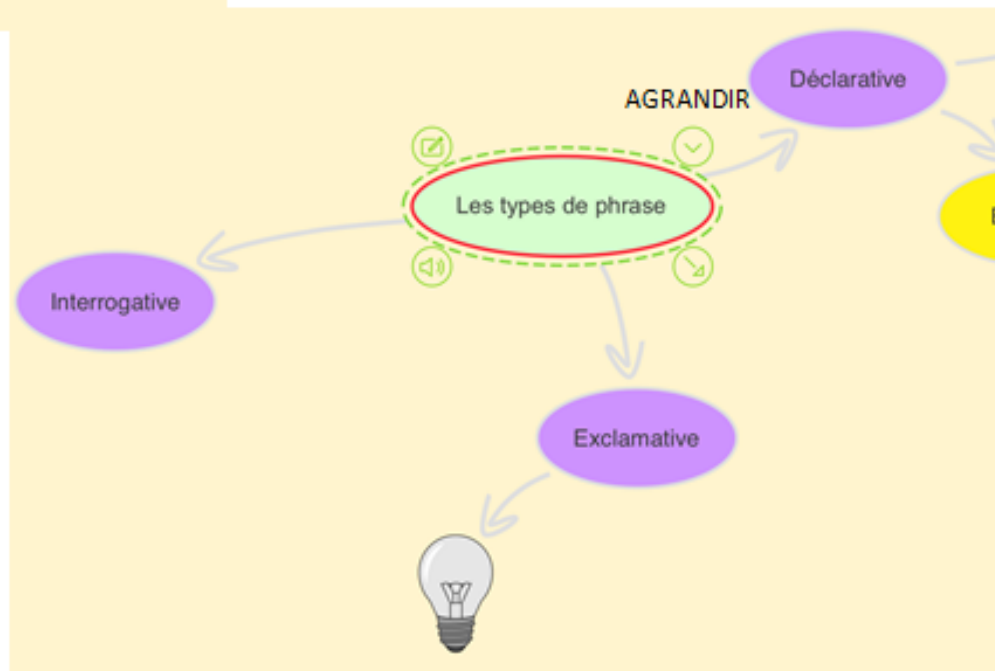 Déclarative
AGRANDIR
Les types de phrase
Interrogative
Exclamative